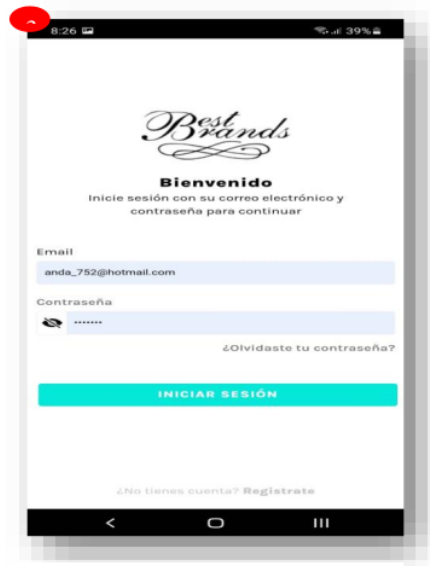 8:26
39%
Best
Brands
Bienvenido
Inicie sesión con su correo electrónico y
contraseña para continuar
Email
anda_752@hotmail.com
Contraseña
•••••••
¿Olvidaste tu contraseña?
INICIAR SESIÓN
¿No tienes cuenta? Registrate